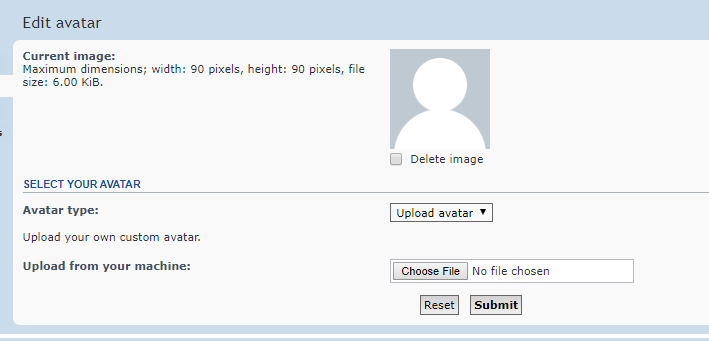 Edit avatar
Current image:
Maximum dimensions; width: 90 pixels, height: 90 pixels, file
size: 6.00 KiB.
Delete image
SELECT YOUR AVATAR
Avatar type:
Upload avatar
Upload your own custom avatar.
Upload from your machine:
Choose File No file chosen
Reset Submit